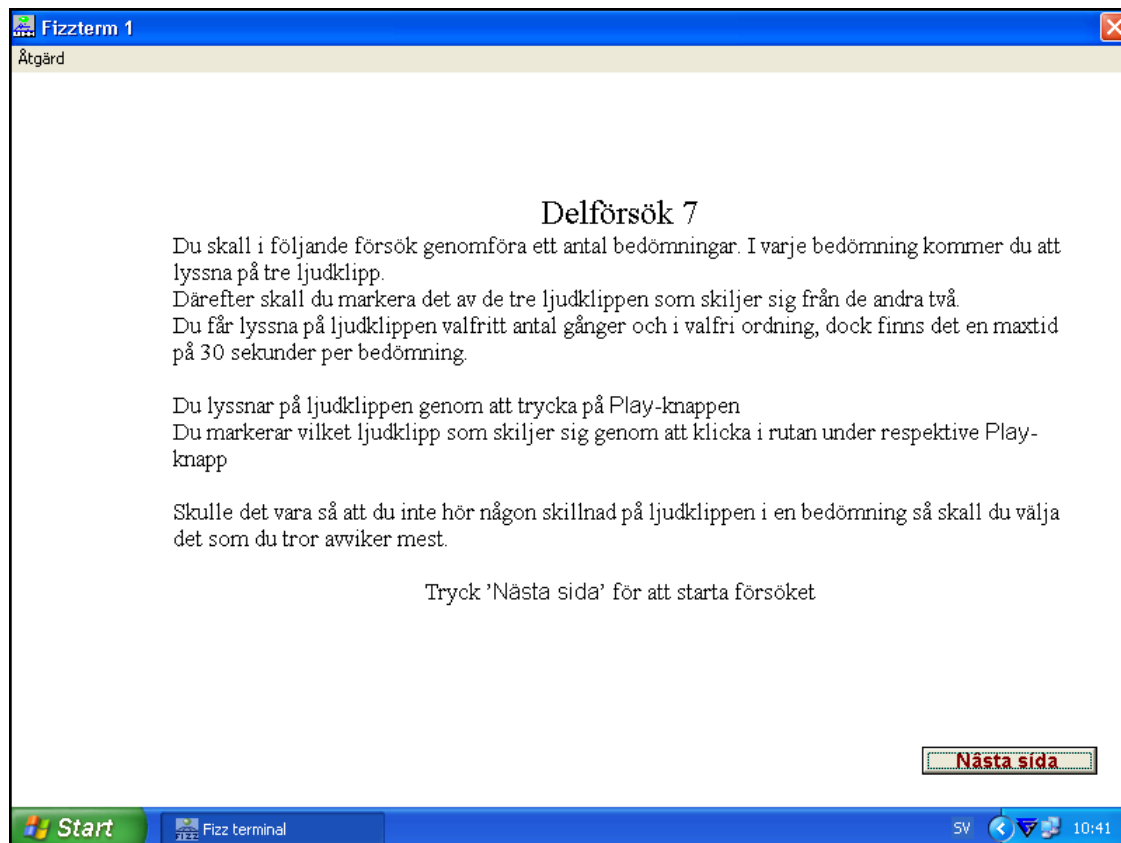 Fizzterm 1
Åtgärd
Delförsök 7
Du skall i följande försök genomföra ett antal bedömningar. I varje bedömning kommer du att
lyssna på tre ljudklipp.
Därefter skall du markera det av de tre ljudklippen som skiljer sig från de andra två.
Du får lyssna på ljudklippen valfritt antal gånger och i valfri ordning, dock finns det en maxtid
på 30 sekunder per bedömning.
Du lyssnar på ljudklippen genom att trycka på Play-knappen
Du markerar vilket ljudklipp som skiljer sig genom att klicka i rutan under respektive Play-
knapp
Skulle det vara så att du inte hör någon skillnad på ljudklippen i en bedömning så skall du välja
det som du tror avviker mest.
Tryck ’Nästa sida’ för att starta försöket
Nästa sida
Start
Fizz terminal
SV
10:41